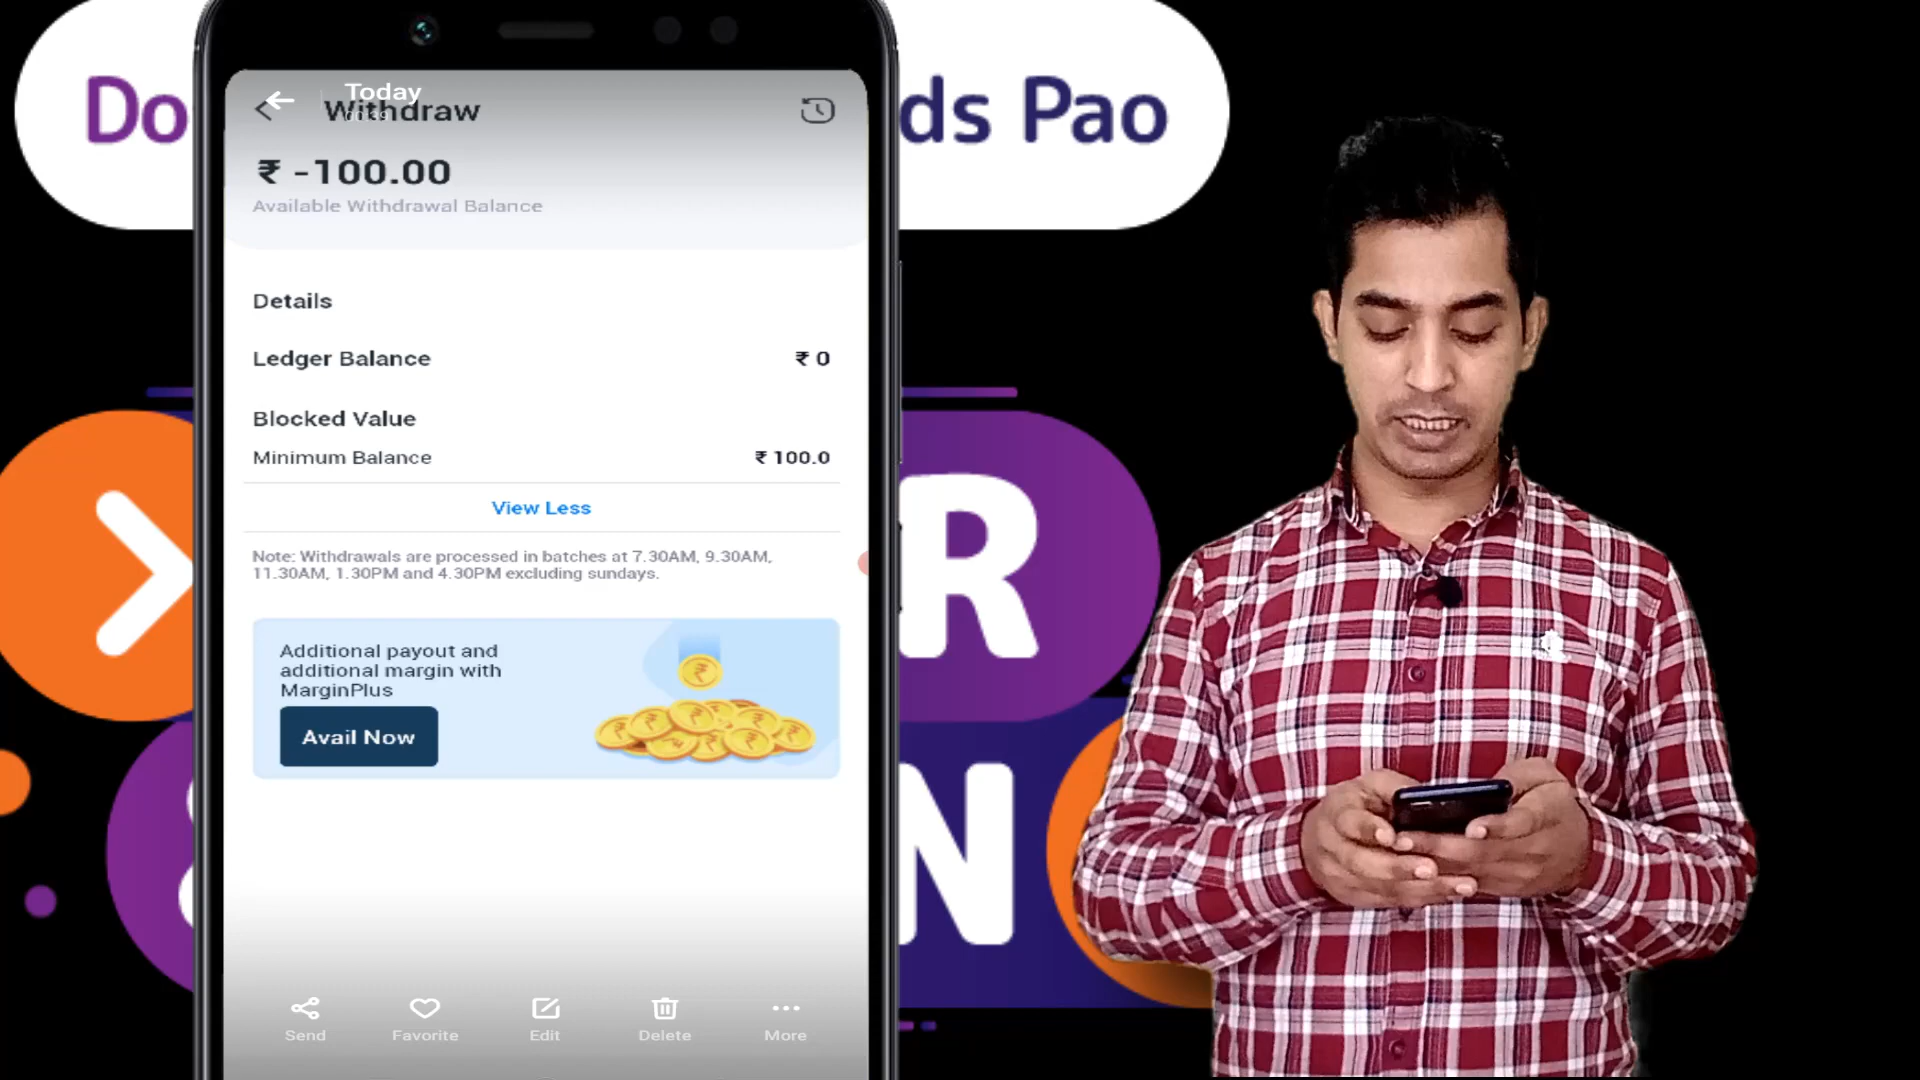 Do
ds Pao
Today
Withdraw
₹ -100.00
Available Withdrawal Balance
Details
Ledger Balance ₹ 0
Blocked Value
Minimum Balance ₹ 100.0
View Less
Note: Withdrawals are processed in batches at 7.30AM, 9.30AM,
11.30AM, 1.30PM and 4.30PM excluding sundays.
Additional payout and
additional margin with
MarginPlus
Avail Now
R
N
Send Favorite Edit Delete More